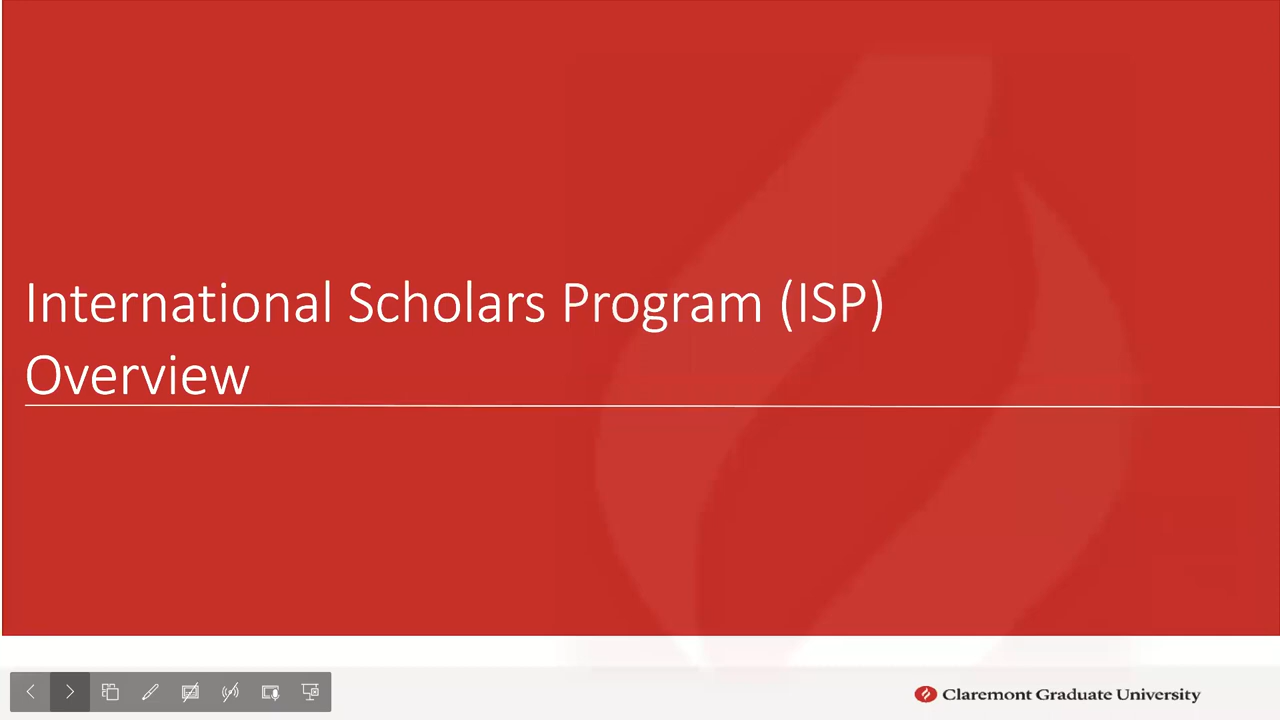 International Scholars Program (ISP)
Overview
Claremont Graduate University